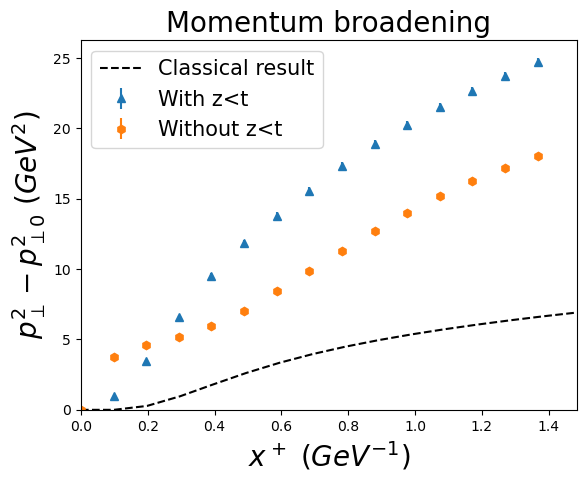 Momentum broadening
Classical result
With z<t
Without z<t
25
20
15
10
5
0
0.0 0.2 0.4 0.6 0.8 1.0 1.2 1.4
x⁺ (GeV⁻¹)
p²⊥ − p²⊥0 (GeV²)